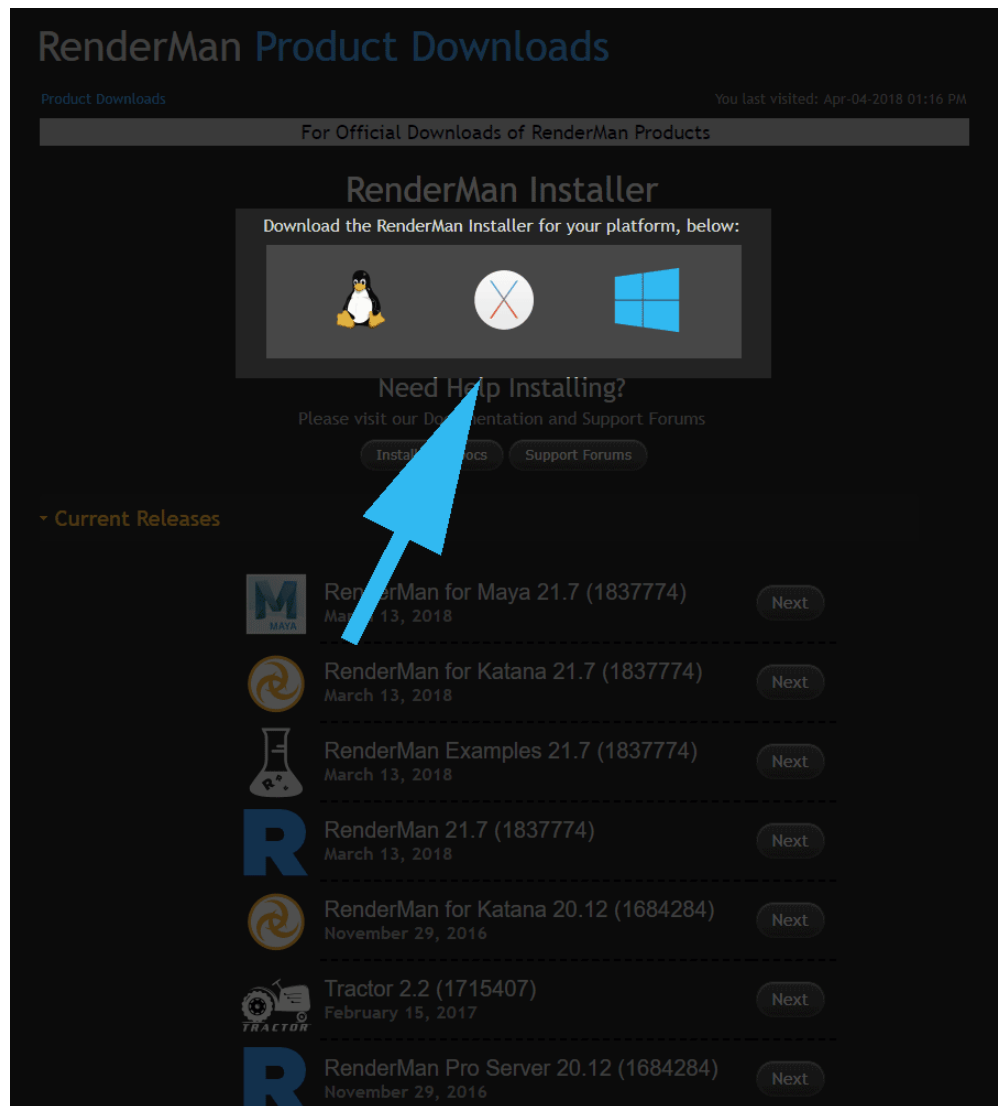 RenderMan Product Downloads
Product Downloads
You last visited: Apr-04-2018 01:16 PM
For Official Downloads of RenderMan Products
RenderMan Installer
Download the RenderMan Installer for your platform, below:
Need Help Installing?
Please visit our Documentation and Support Forums
Support Forums
Current Releases
MAYA
RenderMan for Maya 21.7 (1837774)
March 13, 2018
Next
RenderMan for Katana 21.7 (1837774)
March 13, 2018
Next
RenderMan Examples 21.7 (1837774)
March 13, 2018
Next
RenderMan 21.7 (1837774)
March 13, 2018
Next
RenderMan for Katana 20.12 (1684284)
November 29, 2016
Next
TRACTOR
Tractor 2.2 (1715407)
February 15, 2017
Next
RenderMan Pro Server 20.12 (1684284)
November 29, 2016
Next